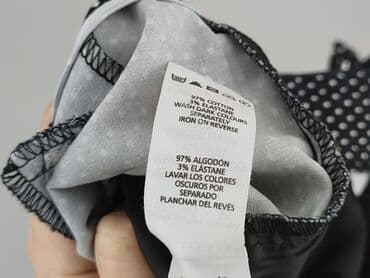 97% COTTON
3% ELASTANE
WASH DARK COLOURS
SEPARATELY
IRON ON REVERSE
97% ALGODÓN
3% ELASTANE
LAVAR LOS COLORES
OSCUROS POR
SEPARADO
PLANCHAR DEL REVÉS